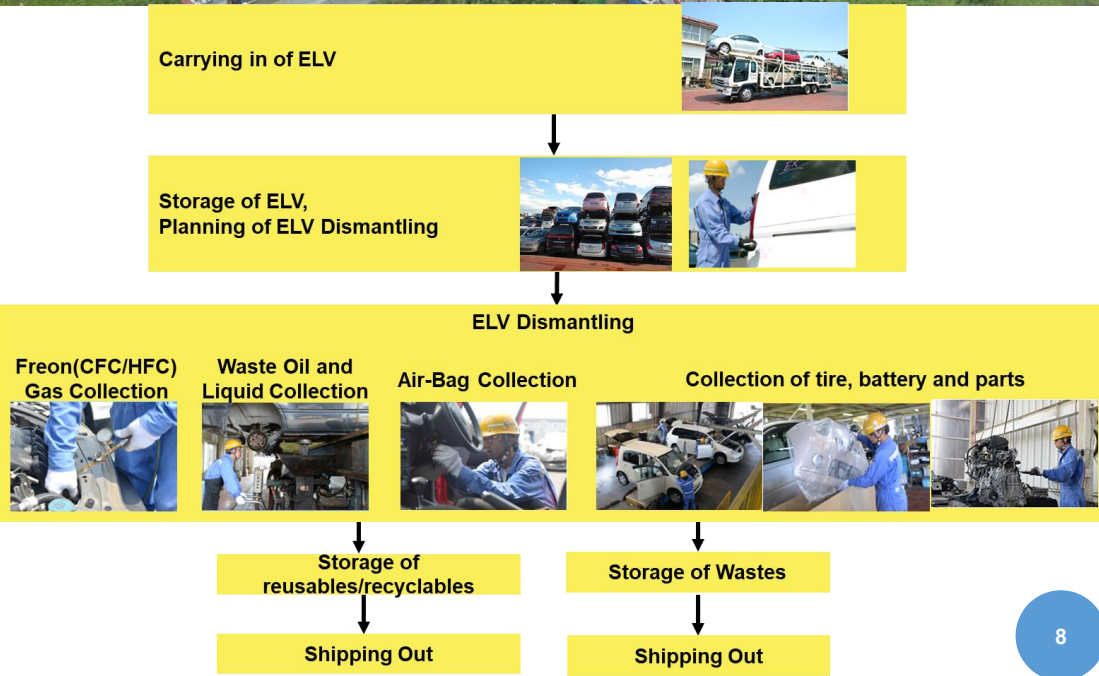 Carrying in of ELV
Storage of ELV,
Planning of ELV Dismantling
ELV Dismantling
Freon(CFC/HFC)
Gas Collection
Waste Oil and
Liquid Collection
Air-Bag Collection
Collection of tire, battery and parts
Storage of
reusables/recyclables
Storage of Wastes
Shipping Out
Shipping Out
8